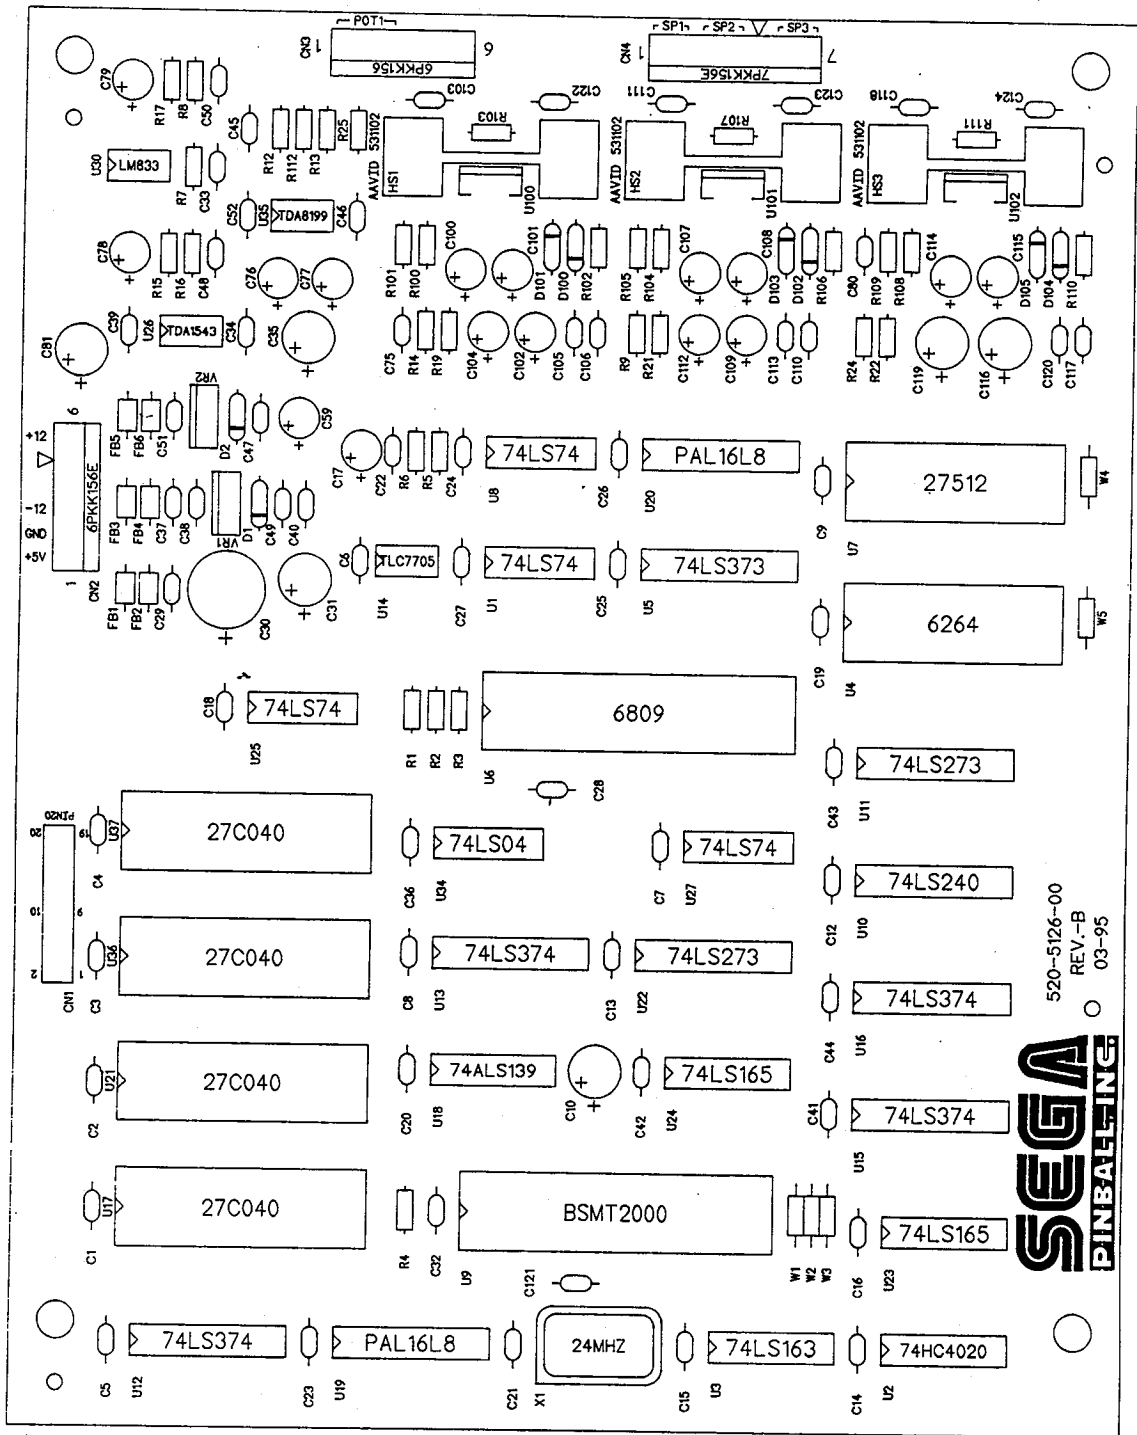 POT1
SP1 SP2 SP3
CN3 1 6PKK156 6
CN4 1 7PKK156E 7
C79 R17 R8 C50
C103 C122 C111 C123 C118 C124
C45 R12 R112 R13 R25
AAVID 531102 HS1 R103 U100
AAVID 531102 HS2 R107 U101
AAVID 531102 HS3 R111 U102
U30 LM833 R7 C33
C52 U35 TDA8199 C46
C78 R15 R16 C48 C76 C77
R101 R100 C100 C101 D101 D100 R102
R105 R104 C107 C108 D103 D102 R106
C80 R109 R108 C114 C115 D105 D104 R110
C81 C39 U26 TDA1543 C34 C35
C75 R14 R19 C104 C102 C105 C106
R9 R21 C112 C109 C113 C110
R24 R22 C119 C116 C120 C117
6
+12
-12
GND
+5V
1
6PKK156E
CN2
FB5 FB6 C51 VR2 D2 C47 C59
FB3 FB4 C37 C38 VR1 D1 C49 C40
FB1 FB2 C29 C30 C31
C17 C22 R6 R5 C24
74LS74 U8
C26 PAL16L8 U20
C9 27512 U7 W4
C6 TLC7705 U14
C27 74LS74 U1
C25 74LS373 U5
C19 6264 U4 W5
C18 74LS74 U25
R1 R2 R3 6809 U6
C28
C43 74LS273 U11
PIN20
20 19
10 9
2 1
CN1
C4 U37 27C040
C36 74LS04 U34
C7 74LS74 U27
C12 74LS240 U10
C3 U36 27C040
C8 74LS374 U13
C13 74LS273 U22
C44 74LS374 U16
520-5126-00
REV.-B
03-95
C2 U21 27C040
C20 74ALS139 U18
C10
C42 74LS165 U24
C41 74LS374 U15
C1 U17 27C040
R4 C32 BSMT2000 U9
W1 W2 W3
C16 74LS165 U23
SEGA
PINBALL INC.
C121
C5 74LS374 U12
C23 PAL16L8 U19
C21 24MHZ X1
C15 74LS163 U3
C14 74HC4020 U2